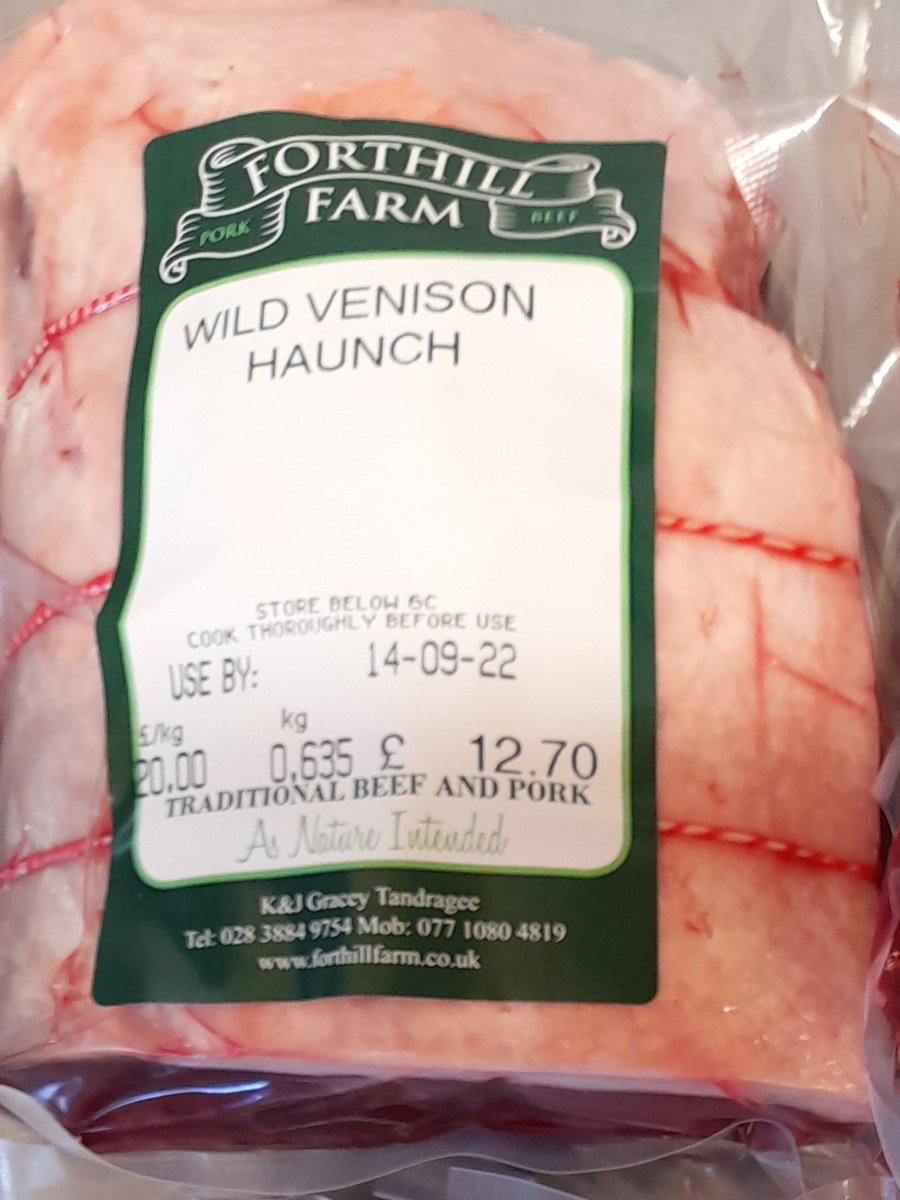 FORTHILL
FARM
PORK
BEEF
WILD VENISON
HAUNCH
STORE BELOW 6C
COOK THOROUGHLY BEFORE USE
USE BY: 14-09-22
£/kg kg
20.00 0.635 £ 12.70
TRADITIONAL BEEF AND PORK
As Nature Intended
K&J Gracey Tandragee
Tel: 028 3884 9754 Mob: 077 1080 4819
www.forthillfarm.co.uk